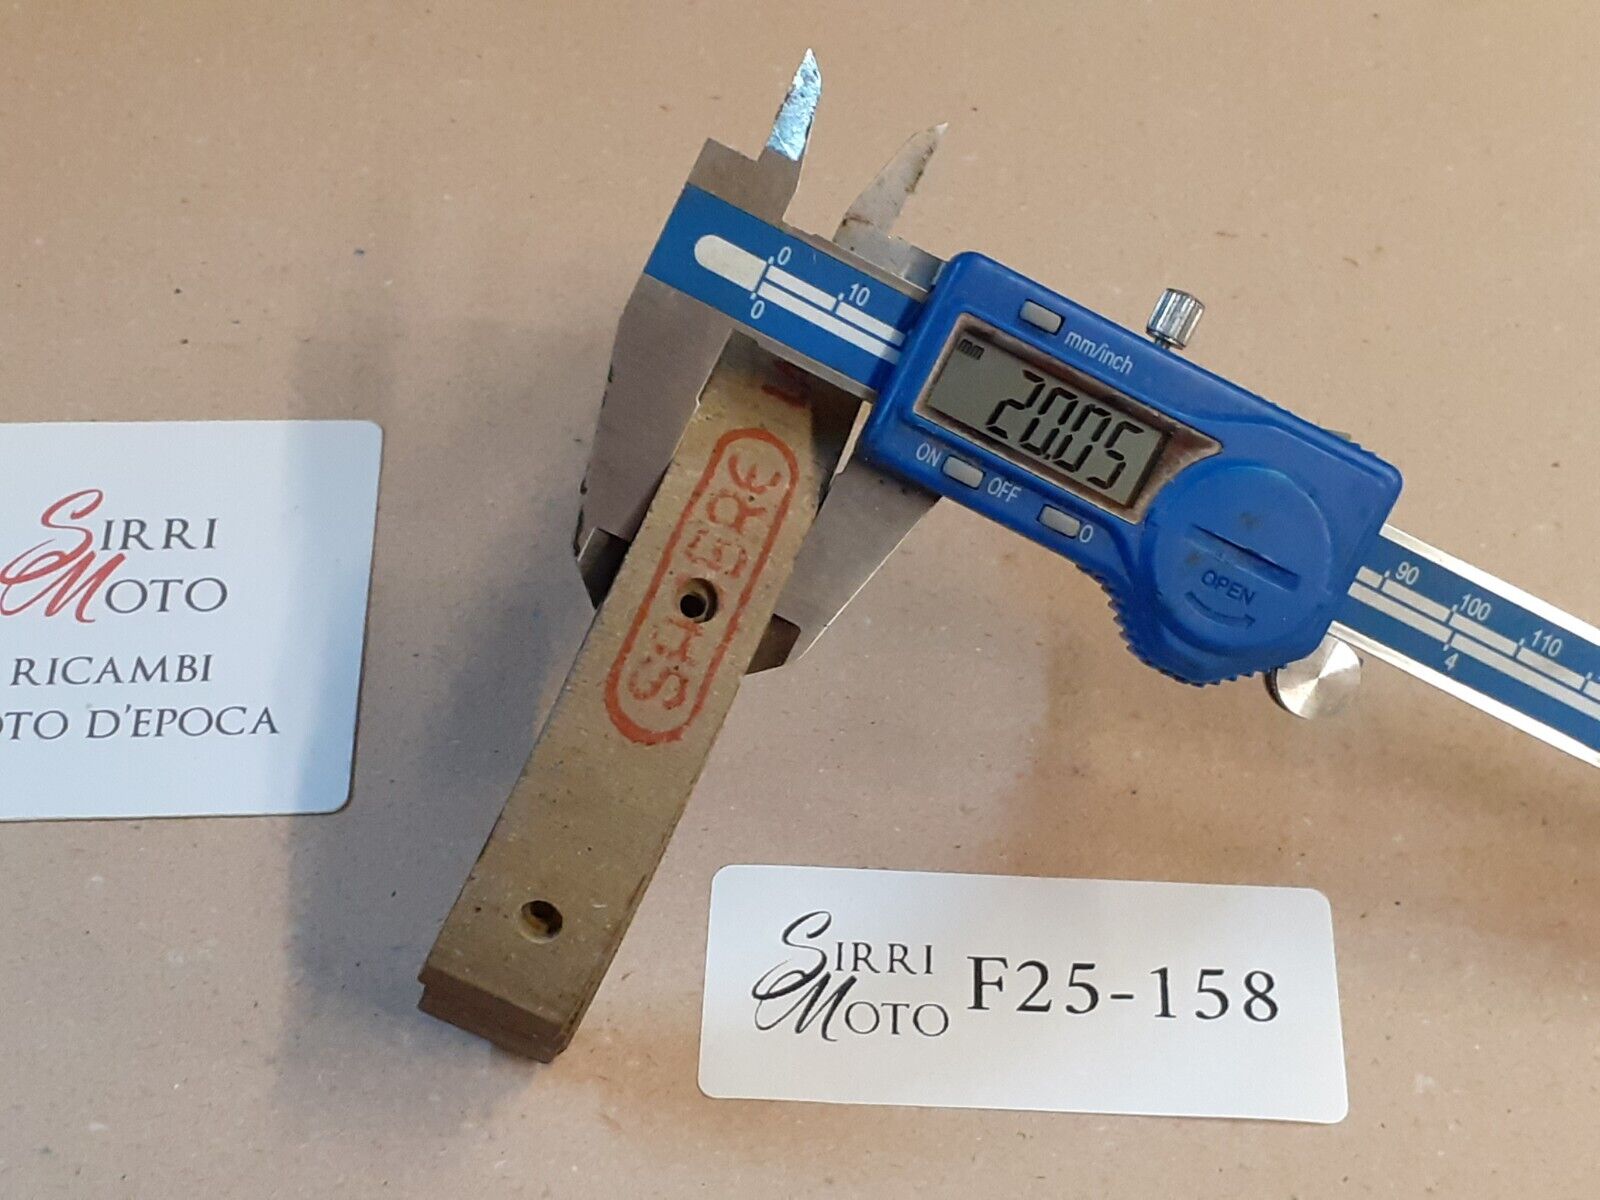 SIRRI
MOTO
RICAMBI
OTO D'EPOCA
0
10
0
mm/inch
mm
20.05
ON
OFF
0
OPEN
90
100
110
4
SIRRI
MOTO
F25-158